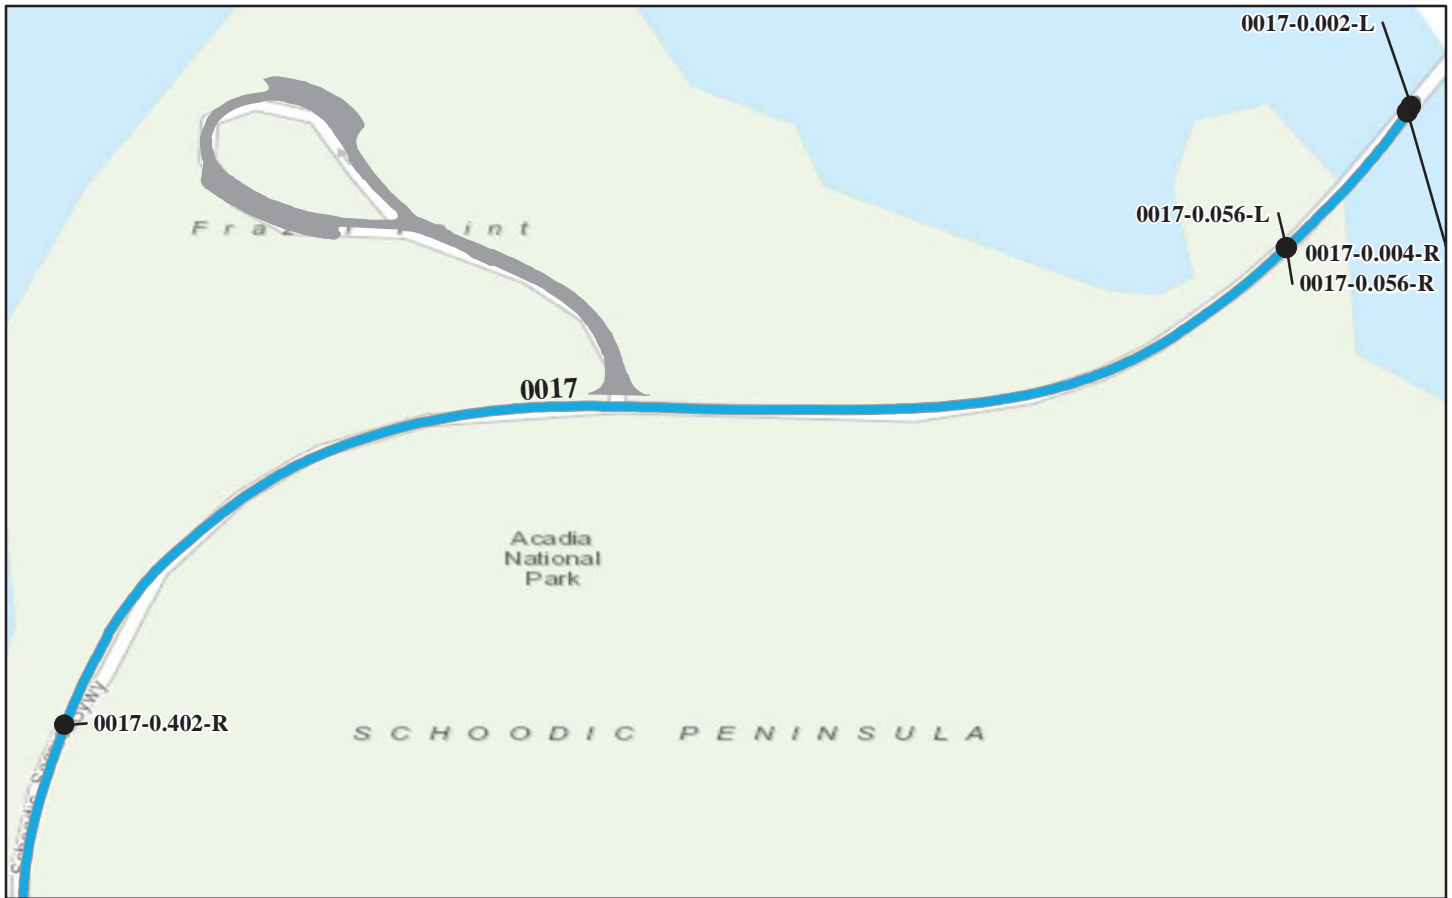 0017-0.002-L
0017-0.056-L
F r a z e r P o i n t
0017-0.004-R
0017-0.056-R
0017
Acadia
National
Park
0017-0.402-R
S C H O O D I C P E N I N S U L A
Schoodic